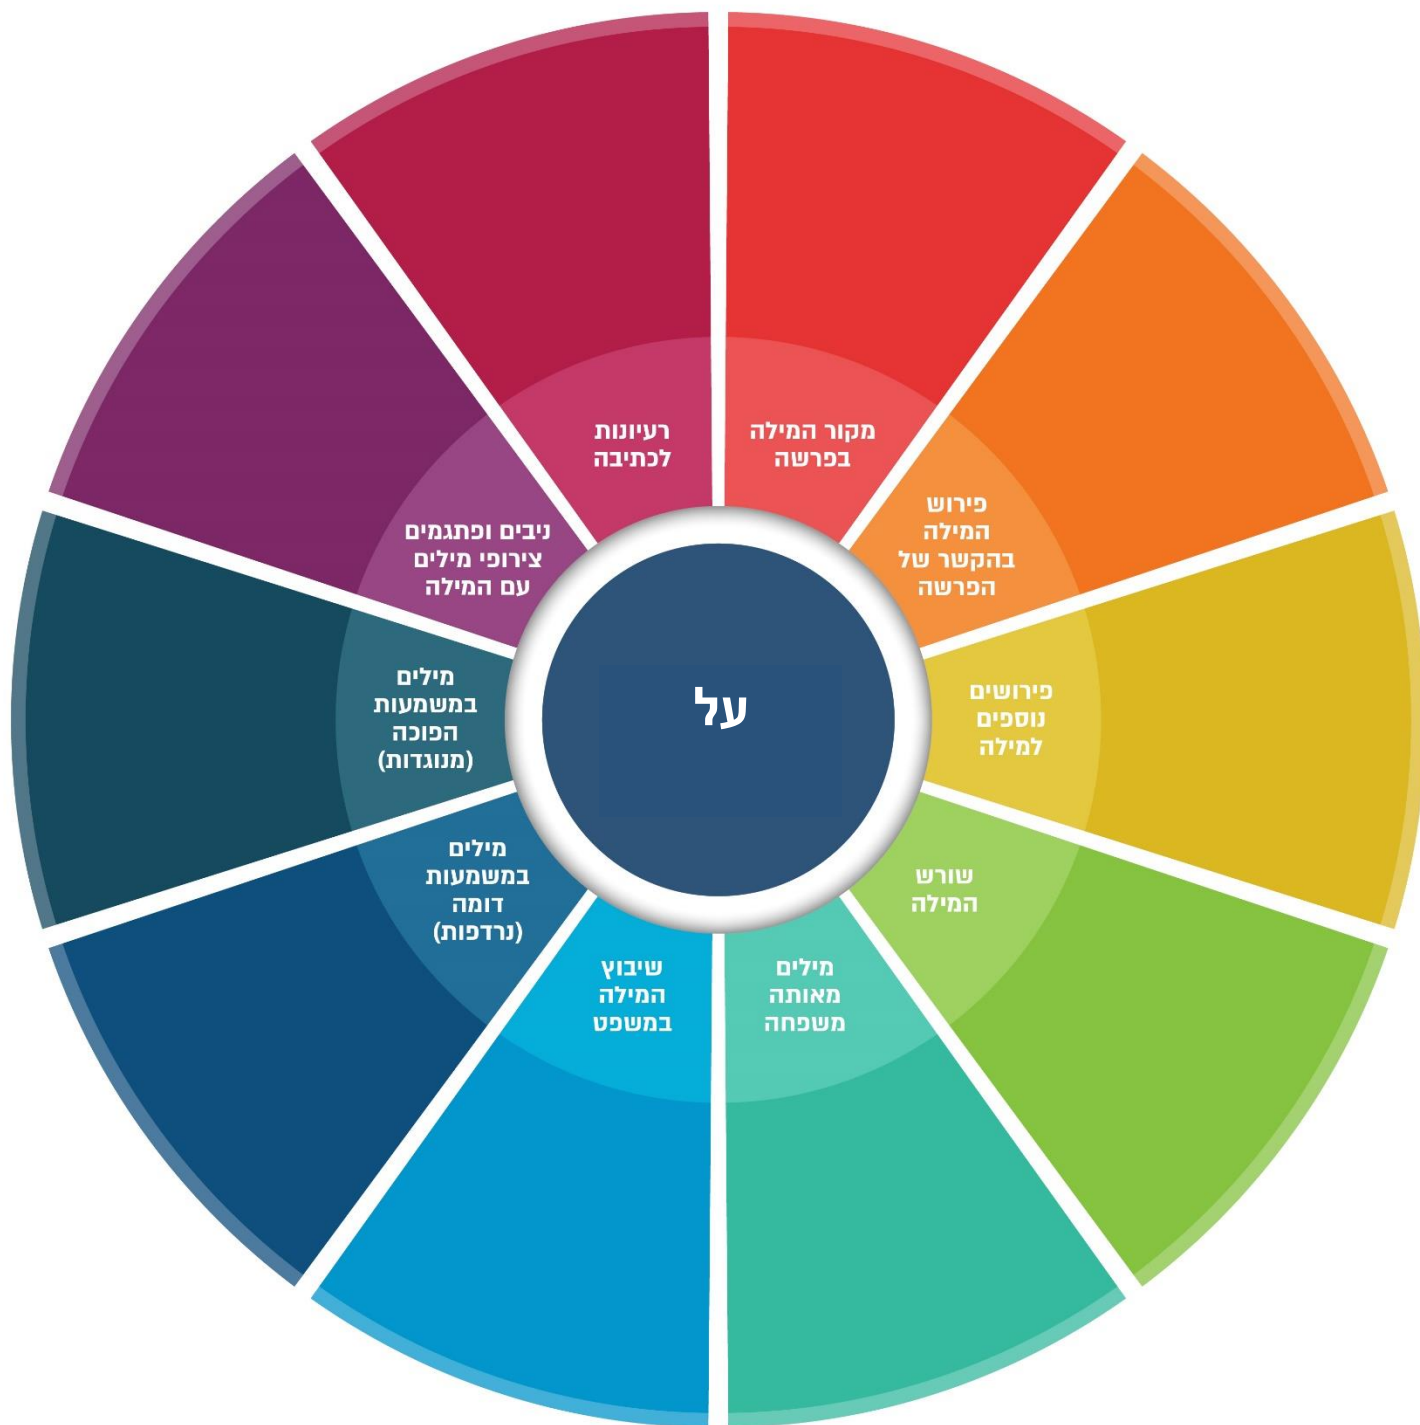 מקור המילה
בפרשה
פירוש
המילה
בהקשר של
הפרשה
פירושים
נוספים
למילה
שורש
המילה
מילים
מאותה
משפחה
שיבוץ
המילה
במשפט
מילים
במשמעות
דומה
(נרדפות)
מילים
במשמעות
הפוכה
(מנוגדות)
ניבים ופתגמים
צירופי מילים
עם המילה
רעיונות
לכתיבה
על